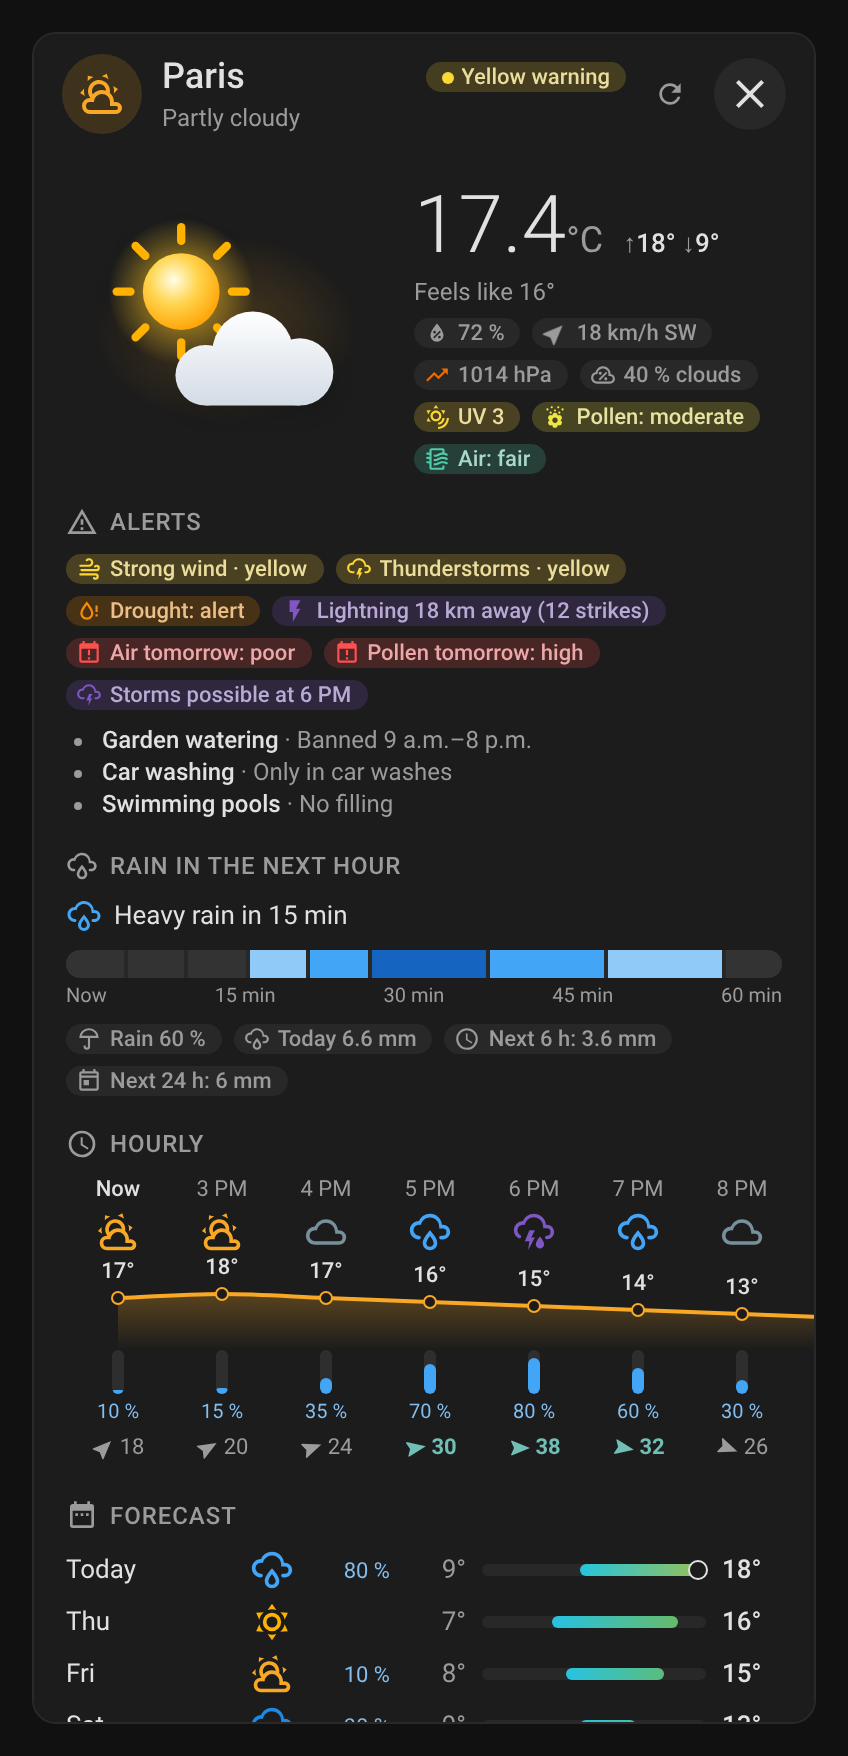 Paris
Partly cloudy
Yellow warning
17.4°C ↑18° ↓9°
Feels like 16°
72 % 18 km/h SW
1014 hPa 40 % clouds
UV 3 Pollen: moderate
Air: fair
ALERTS
Strong wind · yellow Thunderstorms · yellow
Drought: alert Lightning 18 km away (12 strikes)
Air tomorrow: poor Pollen tomorrow: high
Storms possible at 6 PM
• Garden watering · Banned 9 a.m.–8 p.m.
• Car washing · Only in car washes
• Swimming pools · No filling
RAIN IN THE NEXT HOUR
Heavy rain in 15 min
Now 15 min 30 min 45 min 60 min
Rain 60 % Today 6.6 mm Next 6 h: 3.6 mm
Next 24 h: 6 mm
HOURLY
Now 3 PM 4 PM 5 PM 6 PM 7 PM 8 PM
17° 18° 17° 16° 15° 14° 13°
10 % 15 % 35 % 70 % 80 % 60 % 30 %
18 20 24 30 38 32 26
FORECAST
Today 80 % 9° 18°
Thu 7° 16°
Fri 10 % 8° 15°